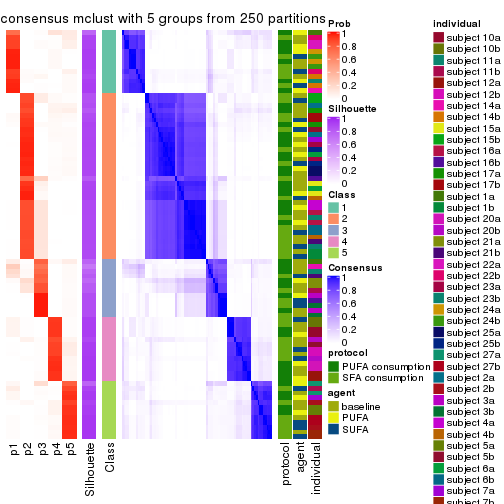 consensus mclust with 5 groups from 250 partitions
Prob
1
0.8
0.6
0.4
0.2
0
Silhouette
1
0.8
0.6
0.4
0.2
0
Class
1
2
3
4
5
Consensus
1
0.8
0.6
0.4
0.2
0
protocol
PUFA consumption
SFA consumption
agent
baseline
PUFA
SUFA
individual
subject 10a
subject 10b
subject 11a
subject 11b
subject 12a
subject 12b
subject 14a
subject 14b
subject 15a
subject 15b
subject 16a
subject 16b
subject 17a
subject 17b
subject 1a
subject 1b
subject 20a
subject 20b
subject 21a
subject 21b
subject 22a
subject 22b
subject 23a
subject 23b
subject 24a
subject 24b
subject 25a
subject 25b
subject 27a
subject 27b
subject 2a
subject 2b
subject 3a
subject 3b
subject 4a
subject 4b
subject 5a
subject 5b
subject 6a
subject 6b
subject 7a
subject 7b
p1
p2
p3
p4
p5
Silhouette
Class
protocol
agent
individual